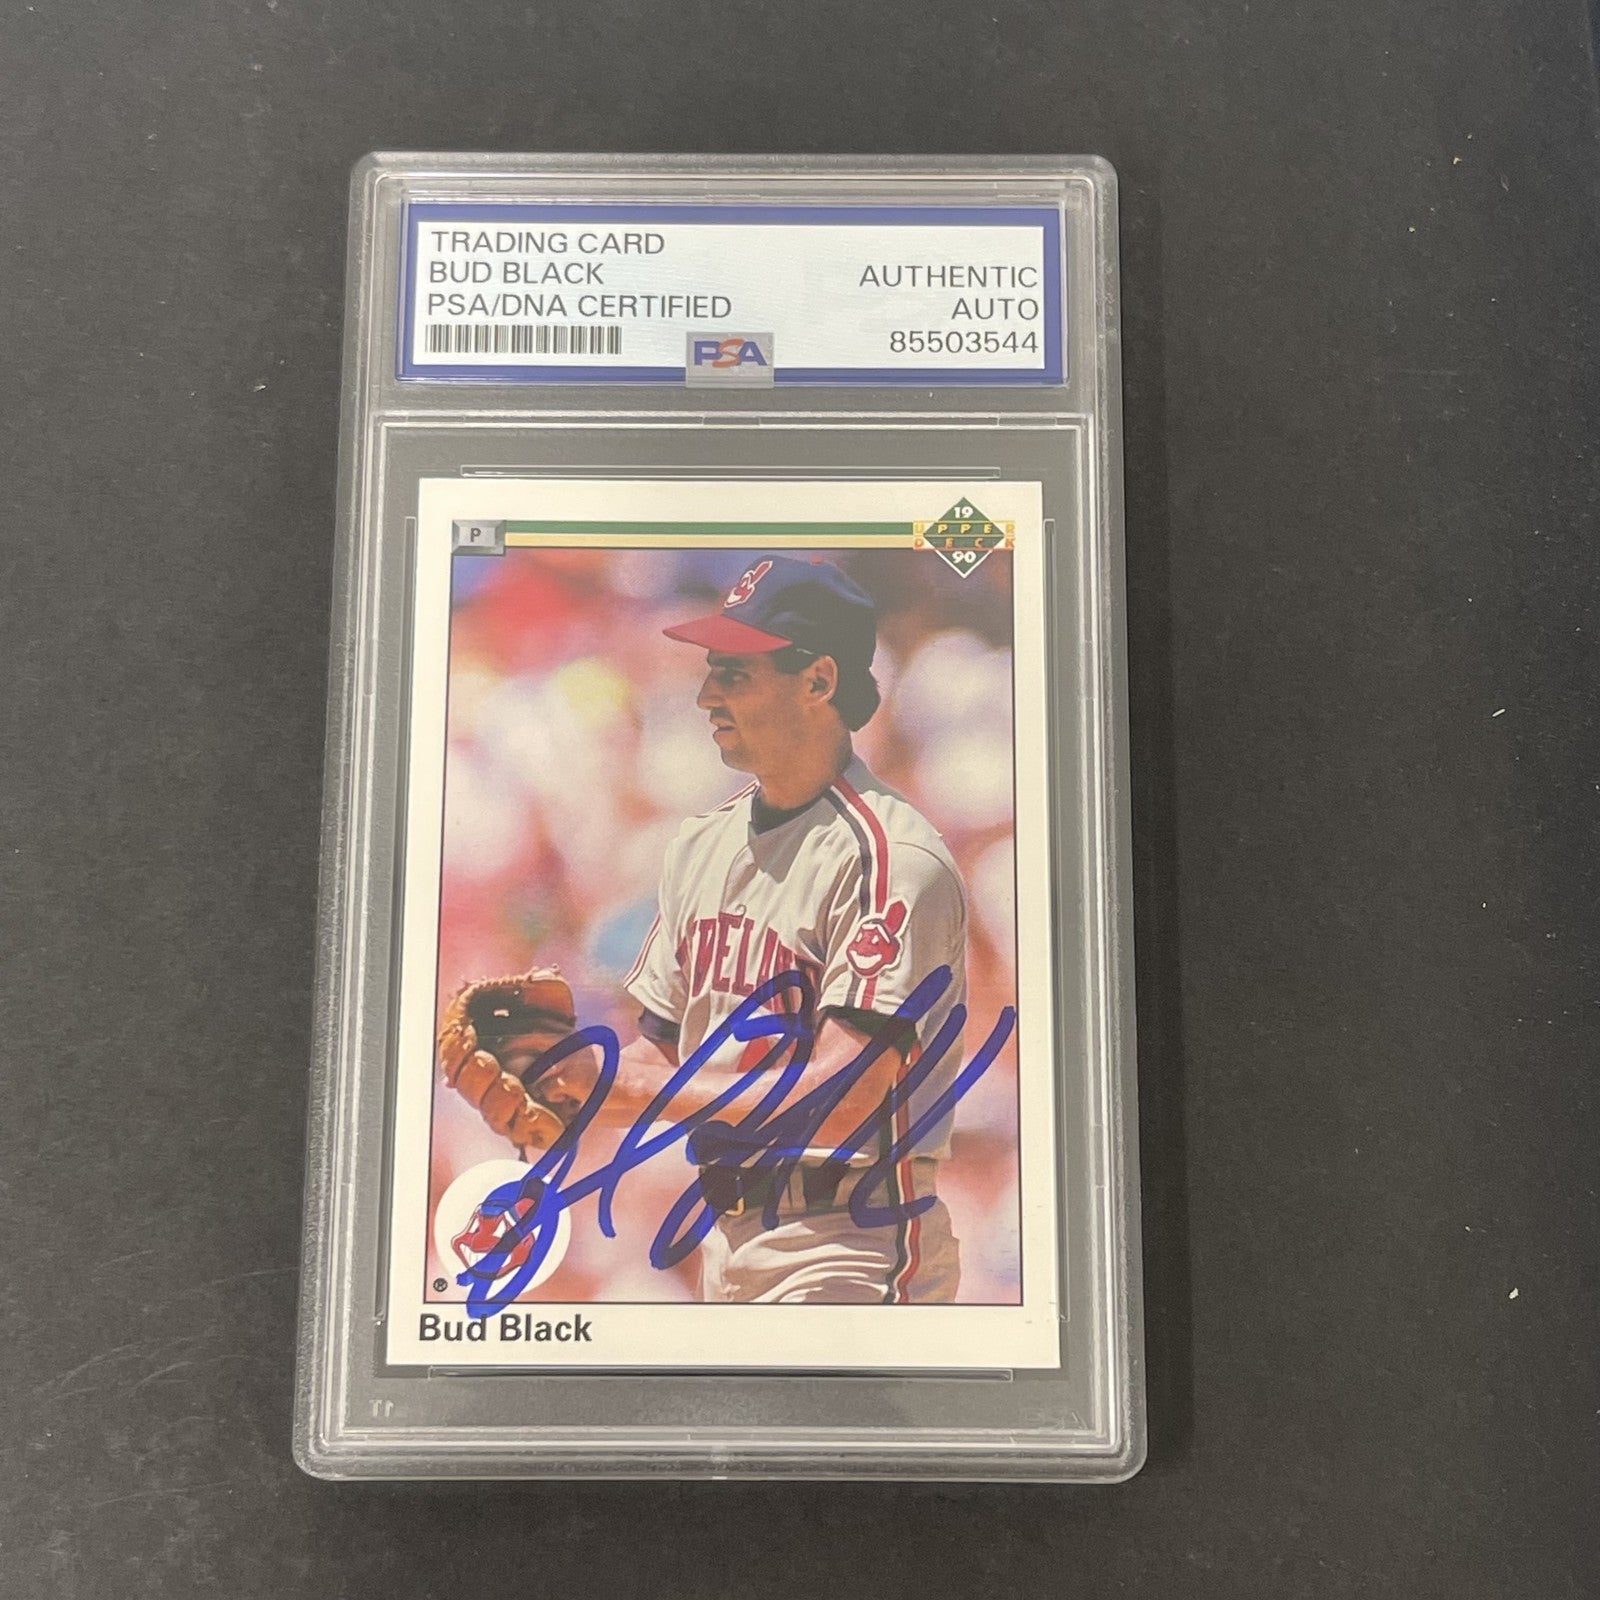 TRADING CARD
BUD BLACK
PSA/DNA CERTIFIED
AUTHENTIC
AUTO
85503544
PSA
P
19
UPPER
DECK
90
Bud Black